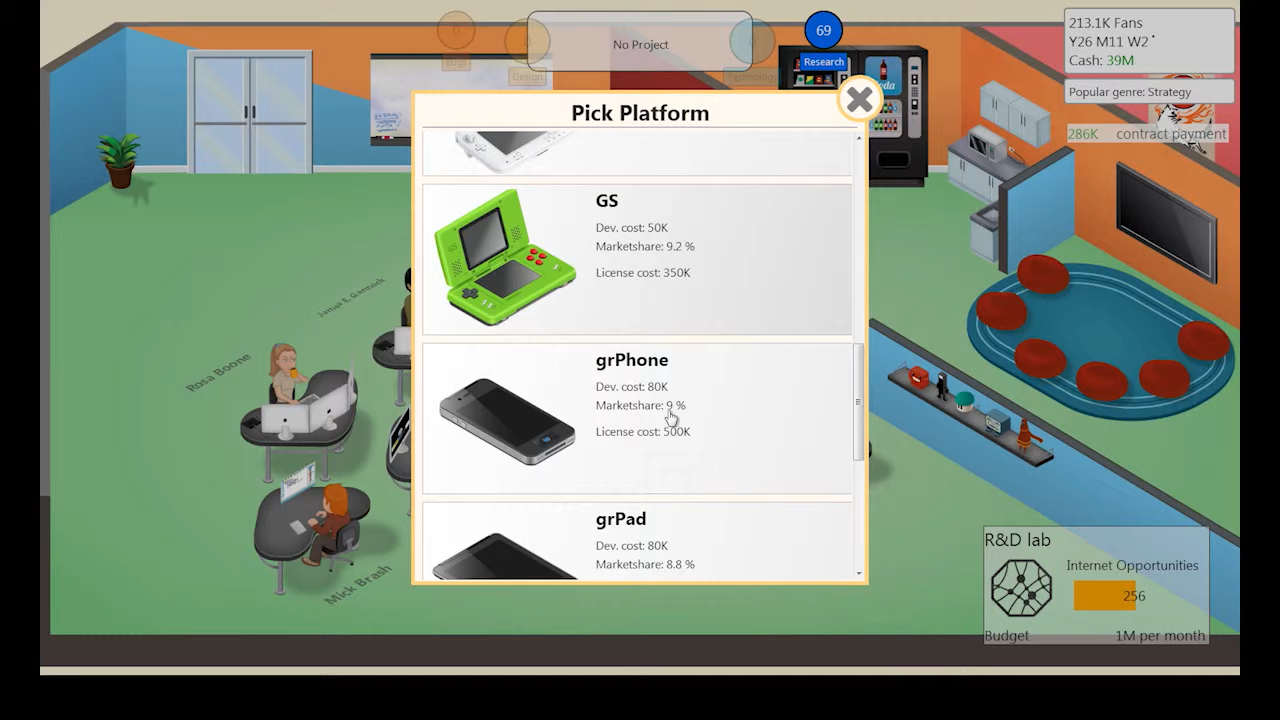 No Project
69
Research
Bugs
Design
Technology
213.1K Fans
Y26 M11 W2
Cash: 39M
Popular genre: Strategy
286K contract payment
Pick Platform
GS
Dev. cost: 50K
Marketshare: 9.2 %
License cost: 350K
grPhone
Dev. cost: 80K
Marketshare: 9 %
License cost: 500K
grPad
Dev. cost: 80K
Marketshare: 8.8 %
Rosa Boone
Mick Brash
R&D lab
Internet Opportunities
256
Budget
1M per month